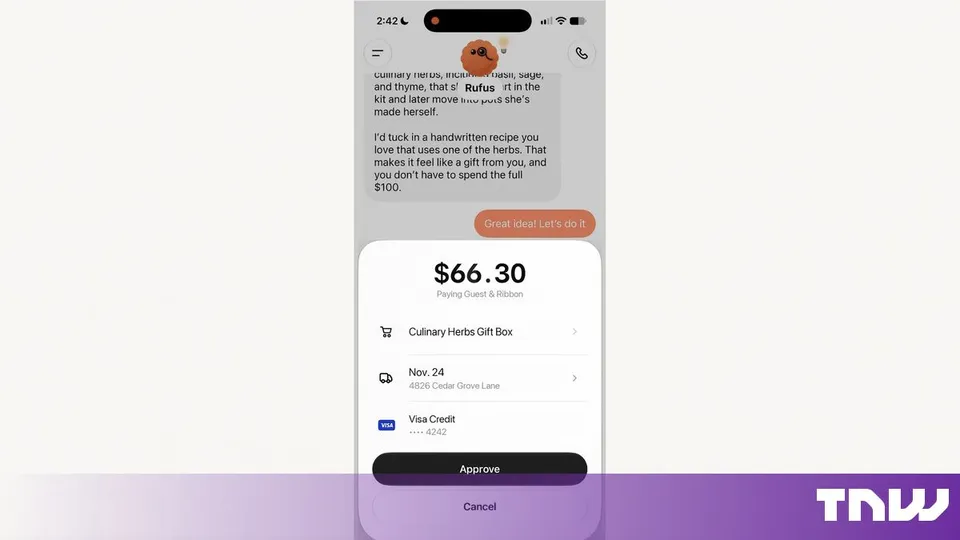 2:42
culinary herbs, including basil, sage,
and thyme, that s rt in the
kit and later move into pots she's
made herself.
Rufus
I'd tuck in a handwritten recipe you
love that uses one of the herbs. That
makes it feel like a gift from you, and
you don't have to spend the full
$100.
Great idea! Let's do it
$66.30
Paying Guest & Ribbon
Culinary Herbs Gift Box
Nov. 24
4826 Cedar Grove Lane
VISA
Visa Credit
•••• 4242
Approve
Cancel
TNW